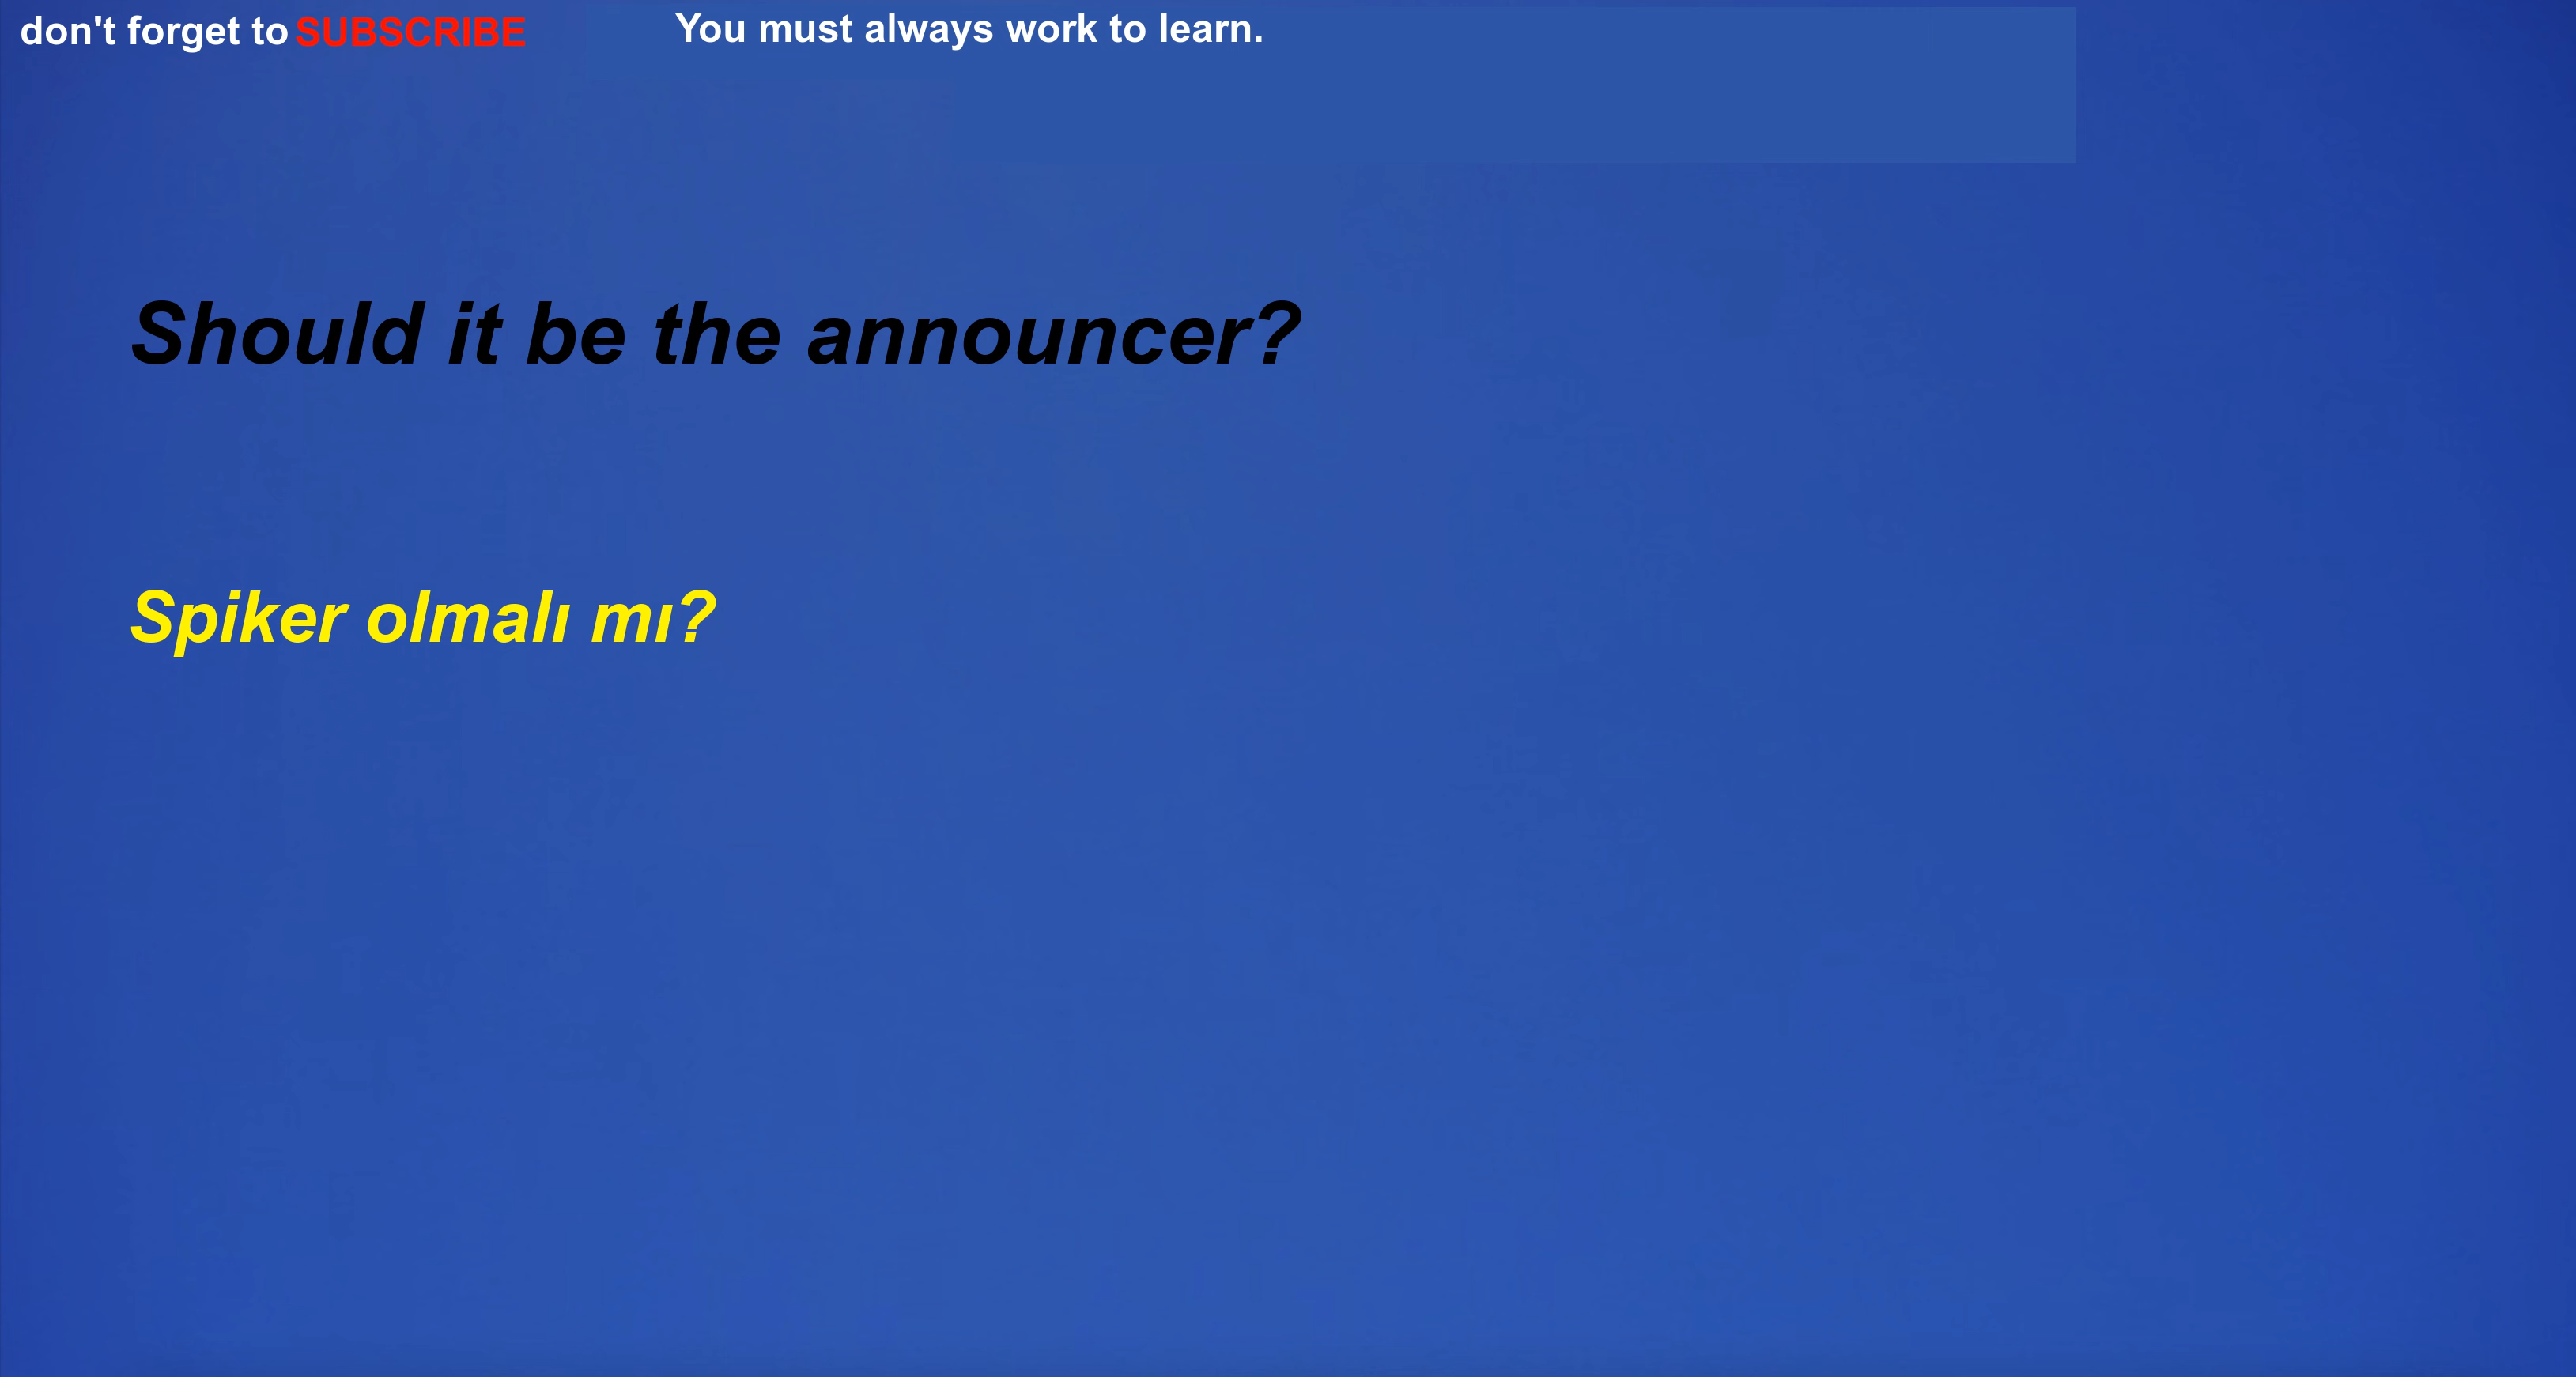 don't forget to SUBSCRIBE
You must always work to learn.
Should it be the announcer?
Spiker olmalı mı?